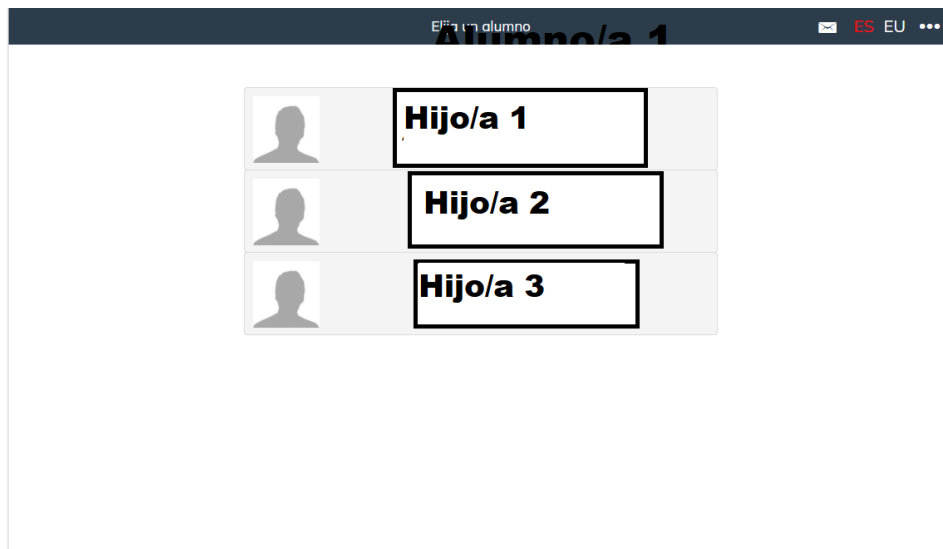 Elija un alumno
ES EU
Alumno/a 1
Hijo/a 1
Hijo/a 2
Hijo/a 3